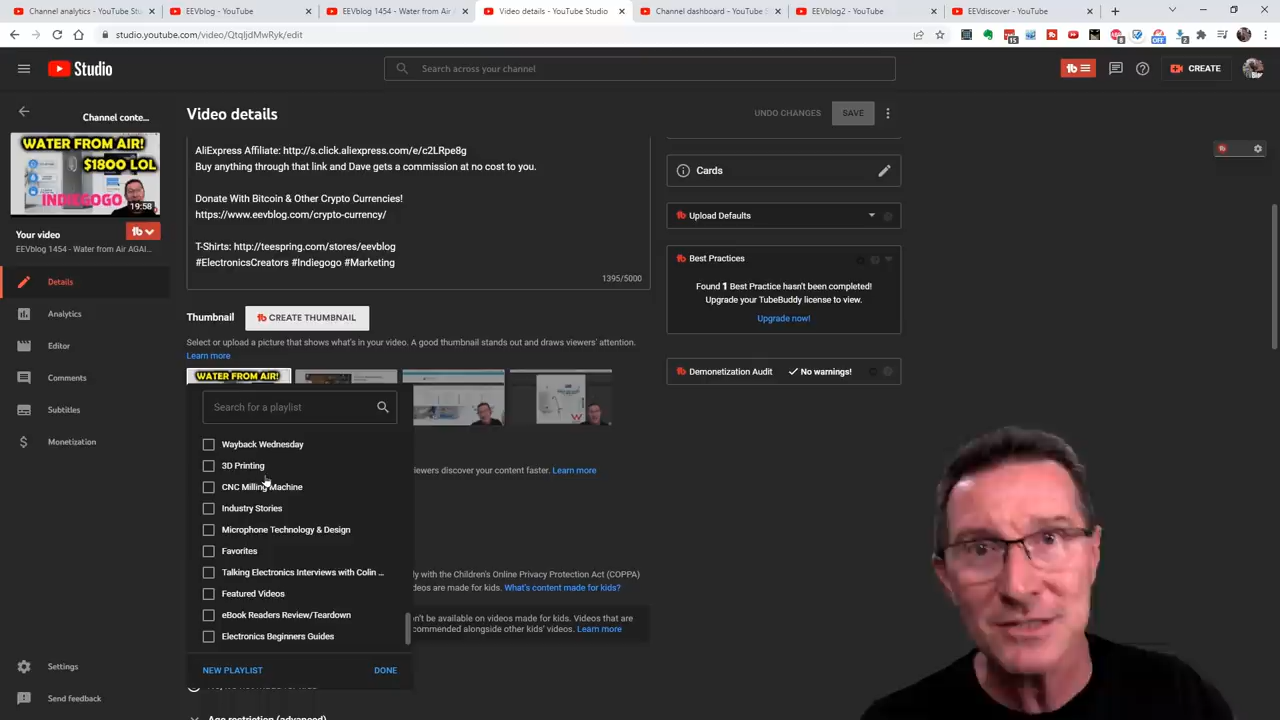 Channel analytics - YouTube Stu
EEVblog - YouTube
EEVblog 1454 - Water from Air A
Video details - YouTube Studio
Channel dashboard - YouTube S
EEVblog2 - YouTube
EEVdiscover - YouTube
studio.youtube.com/video/QtqIjdMwRyk/edit
Studio
Search across your channel
CREATE
Channel conte...
WATER FROM AIR!
$1800 LOL
INDIEGOGO
19:58
Your video
EEVblog 1454 - Water from Air AGAI...
Details
Analytics
Editor
Comments
Subtitles
Monetization
Settings
Send feedback
Video details
UNDO CHANGES
SAVE
AliExpress Affiliate: http://s.click.aliexpress.com/e/c2LRpe8g
Buy anything through that link and Dave gets a commission at no cost to you.
Donate With Bitcoin & Other Crypto Currencies!
https://www.eevblog.com/crypto-currency/
T-Shirts: http://teespring.com/stores/eevblog
#ElectronicsCreators #Indiegogo #Marketing
1395/5000
Thumbnail
CREATE THUMBNAIL
Select or upload a picture that shows what's in your video. A good thumbnail stands out and draws viewers' attention.
Learn more
WATER FROM AIR!
Search for a playlist
Wayback Wednesday
3D Printing
CNC Milling Machine
Industry Stories
Microphone Technology & Design
Favorites
Talking Electronics Interviews with Colin ...
Featured Videos
eBook Readers Review/Teardown
Electronics Beginners Guides
NEW PLAYLIST
DONE
iewers discover your content faster. Learn more
ly with the Children's Online Privacy Protection Act (COPPA)
ideos are made for kids. What's content made for kids?
on't be available on videos made for kids. Videos that are
commended alongside other kids' videos. Learn more
Age restriction (advanced)
Cards
Upload Defaults
Best Practices
Found 1 Best Practice hasn't been completed!
Upgrade your TubeBuddy license to view.
Upgrade now!
Demonetization Audit
No warnings!